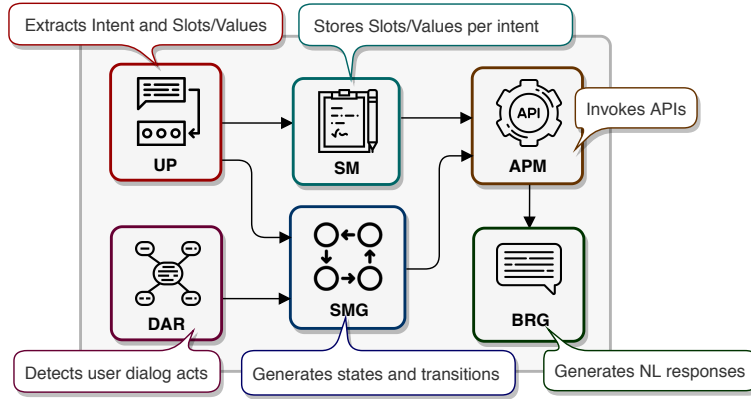 Extracts Intent and Slots/Values
Stores Slots/Values per intent
UP
SM
API
APM
Invokes APIs
DAR
SMG
BRG
Detects user dialog acts
Generates states and transitions
Generates NL responses